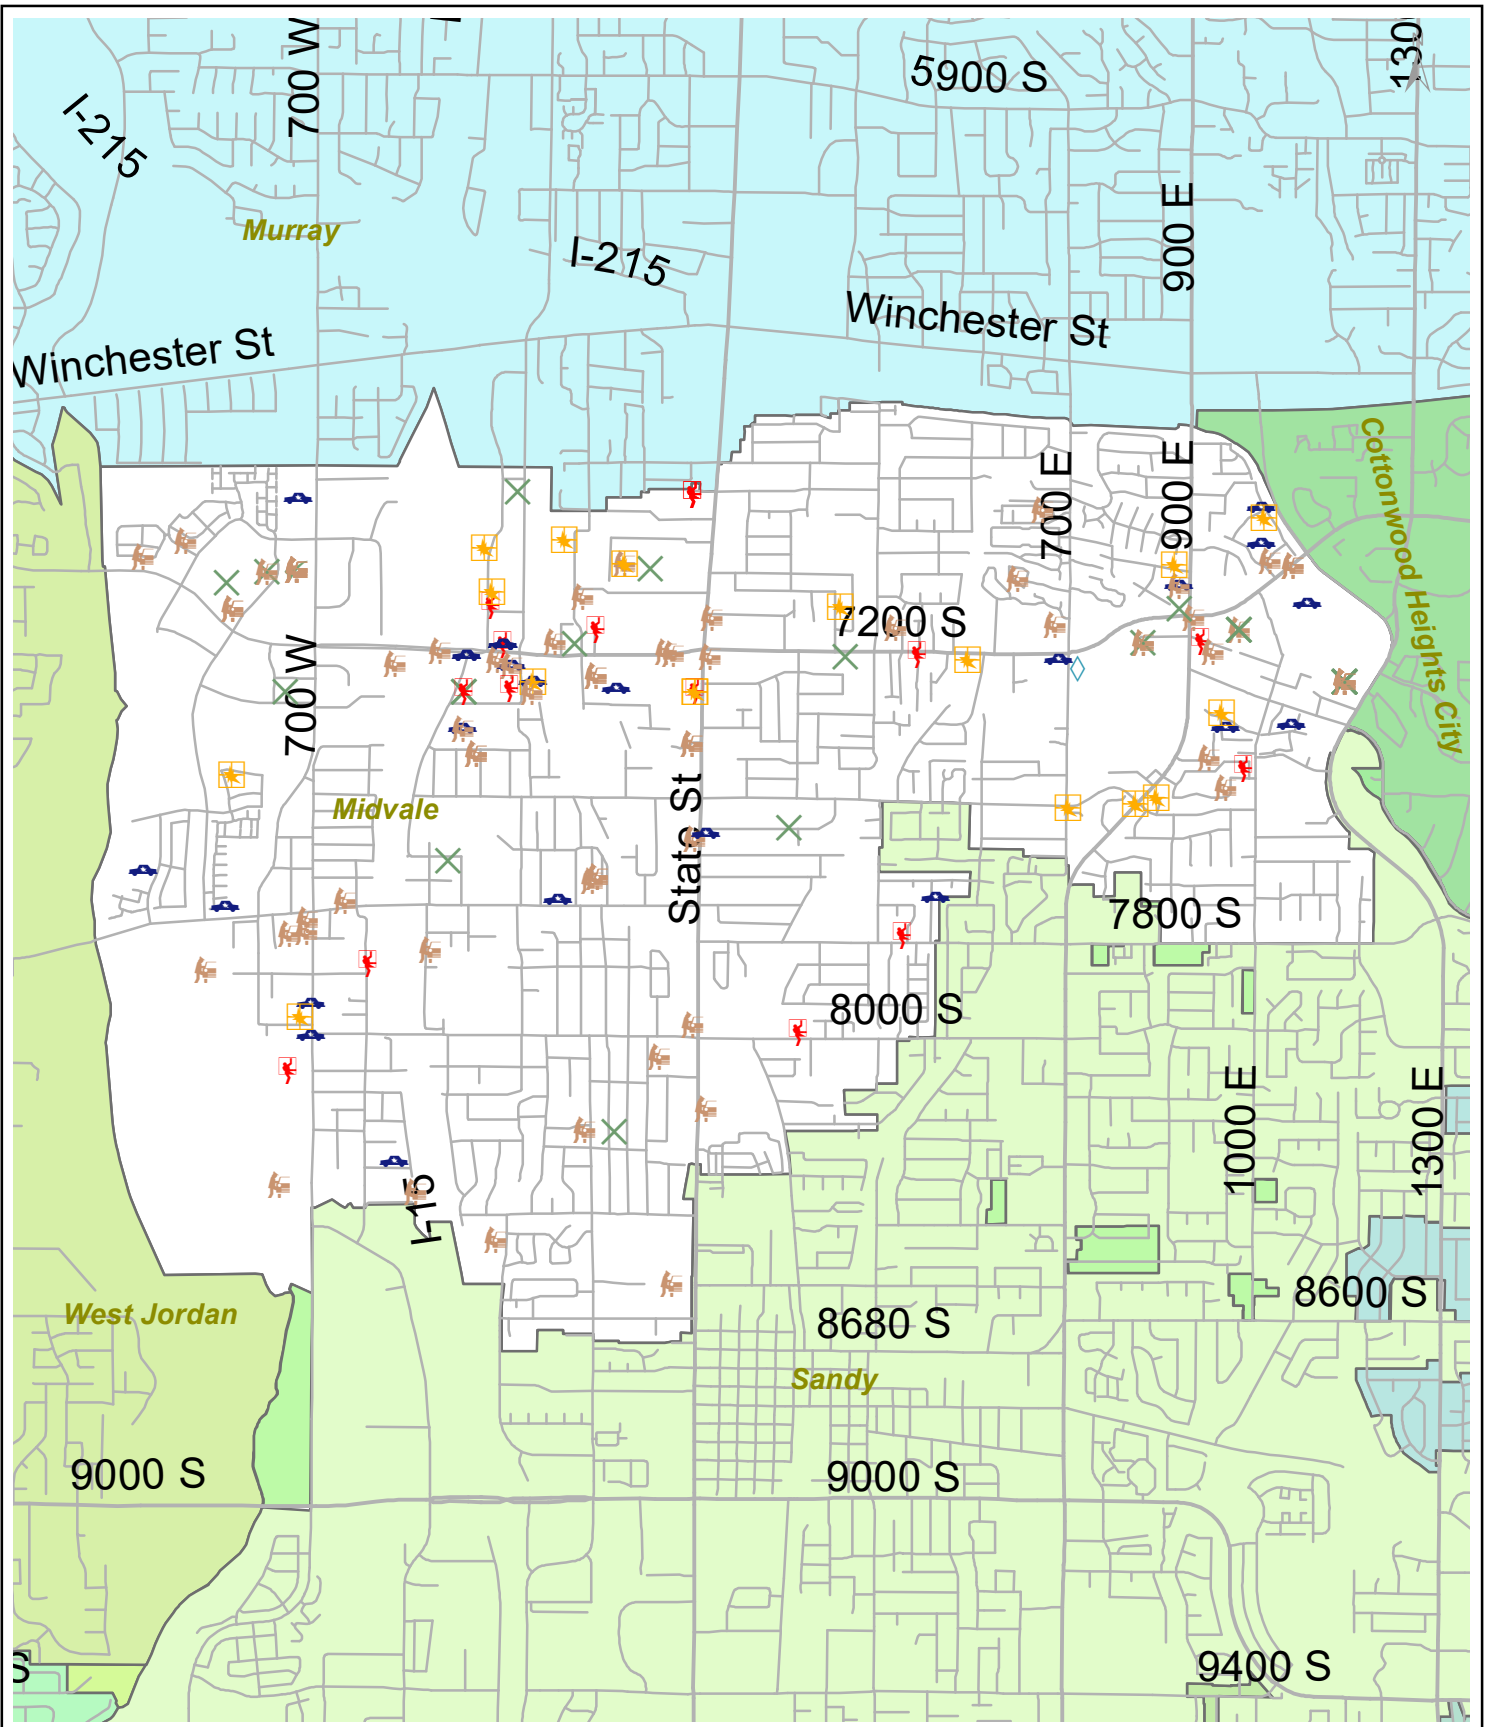 700 W
5900 S
130
I-215
Murray
900 E
I-215
Winchester St
Winchester St
Cottonwood Heights City
700 E
900 E
7200 S
700 W
Midvale
State St
7800 S
8000 S
1000 E
1300 E
I-15
8600 S
West Jordan
8680 S
Sandy
9000 S
9000 S
9400 S
S